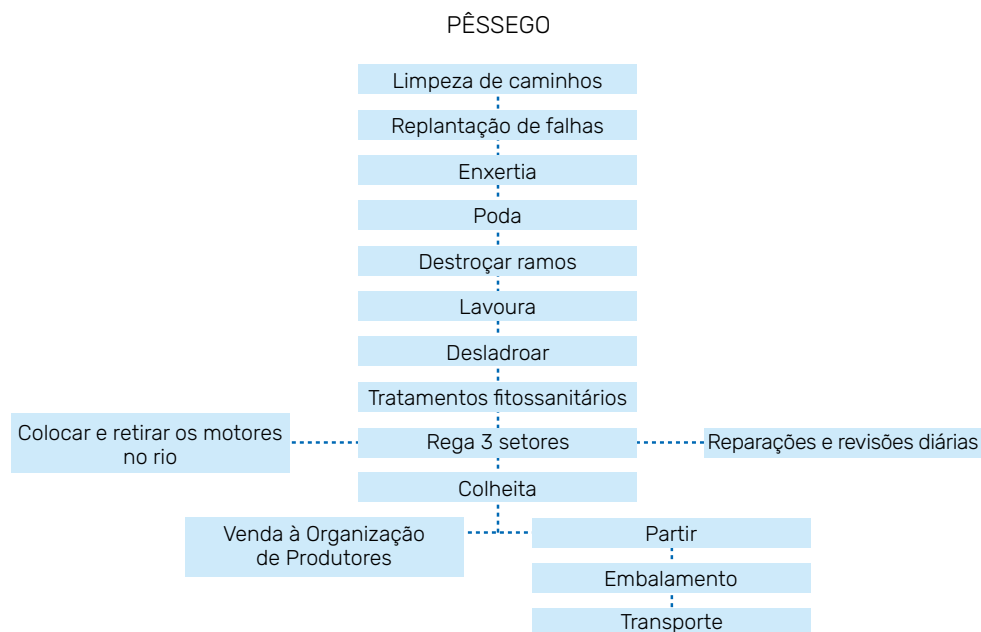 PÊSSEGO
Limpeza de caminhos
Replantação de falhas
Enxertia
Poda
Destroçar ramos
Lavoura
Desladroar
Tratamentos fitossanitários
Colocar e retirar os motores
no rio
Rega 3 setores
Reparações e revisões diárias
Colheita
Venda à Organização
de Produtores
Partir
Embalamento
Transporte